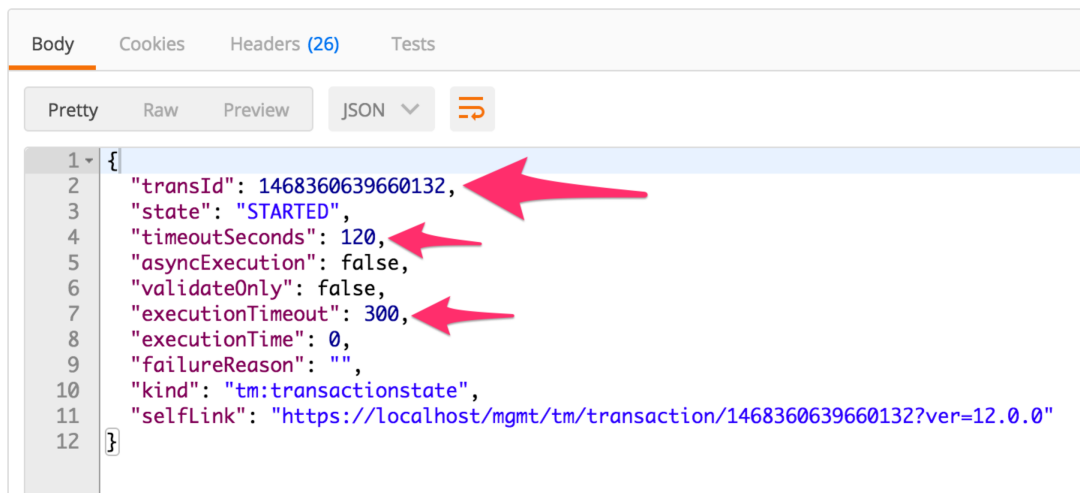 Body Cookies Headers (26) Tests
Pretty Raw Preview JSON
1 {
2 "transId": 1468360639660132,
3 "state": "STARTED",
4 "timeoutSeconds": 120,
5 "asyncExecution": false,
6 "validateOnly": false,
7 "executionTimeout": 300,
8 "executionTime": 0,
9 "failureReason": "",
10 "kind": "tm:transactionstate",
11 "selfLink": "https://localhost/mgmt/tm/transaction/1468360639660132?ver=12.0.0"
12 }